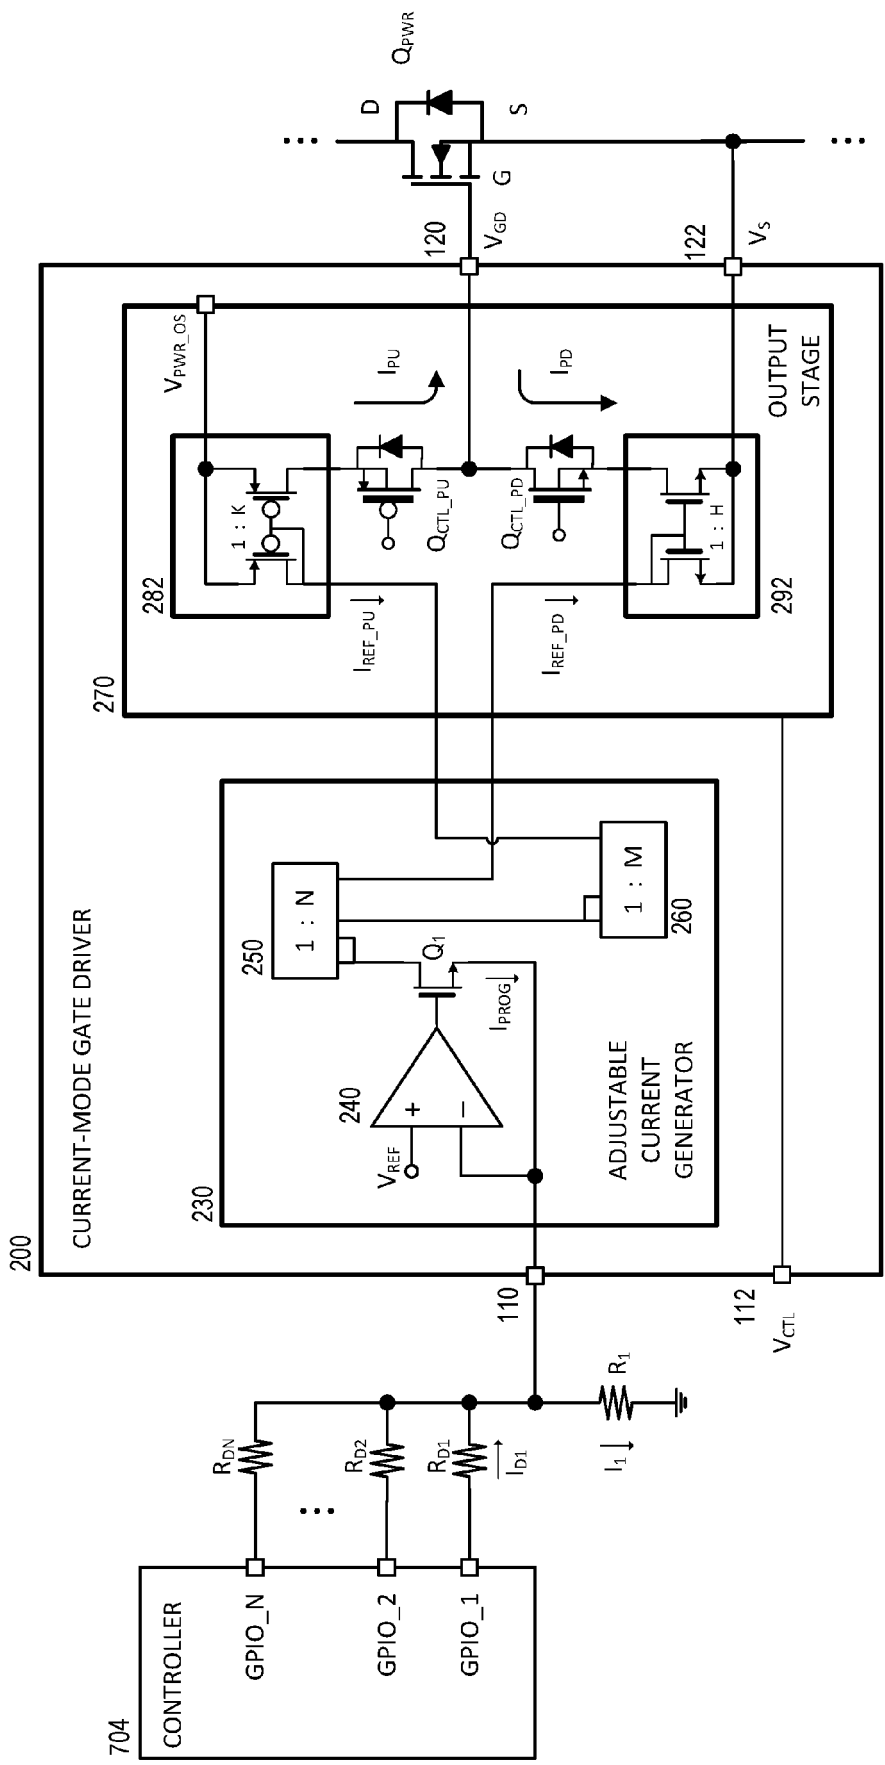 200
CURRENT-MODE GATE DRIVER
704
CONTROLLER
GPIO_N
GPIO_2
GPIO_1
R_DN
R_D2
R_D1
I_D1
I_1
R_1
...
110
112
V_CTL
230
ADJUSTABLE
CURRENT
GENERATOR
V_REF
240
+
−
Q_1
I_PROG
250
1 : N
260
1 : M
270
OUTPUT
STAGE
282
1 : K
V_PWR_OS
I_REF_PU
I_REF_PD
Q_CTL_PU
Q_CTL_PD
I_PU
I_PD
292
1 : H
120
V_GD
122
V_S
D
G
S
Q_PWR
...
...